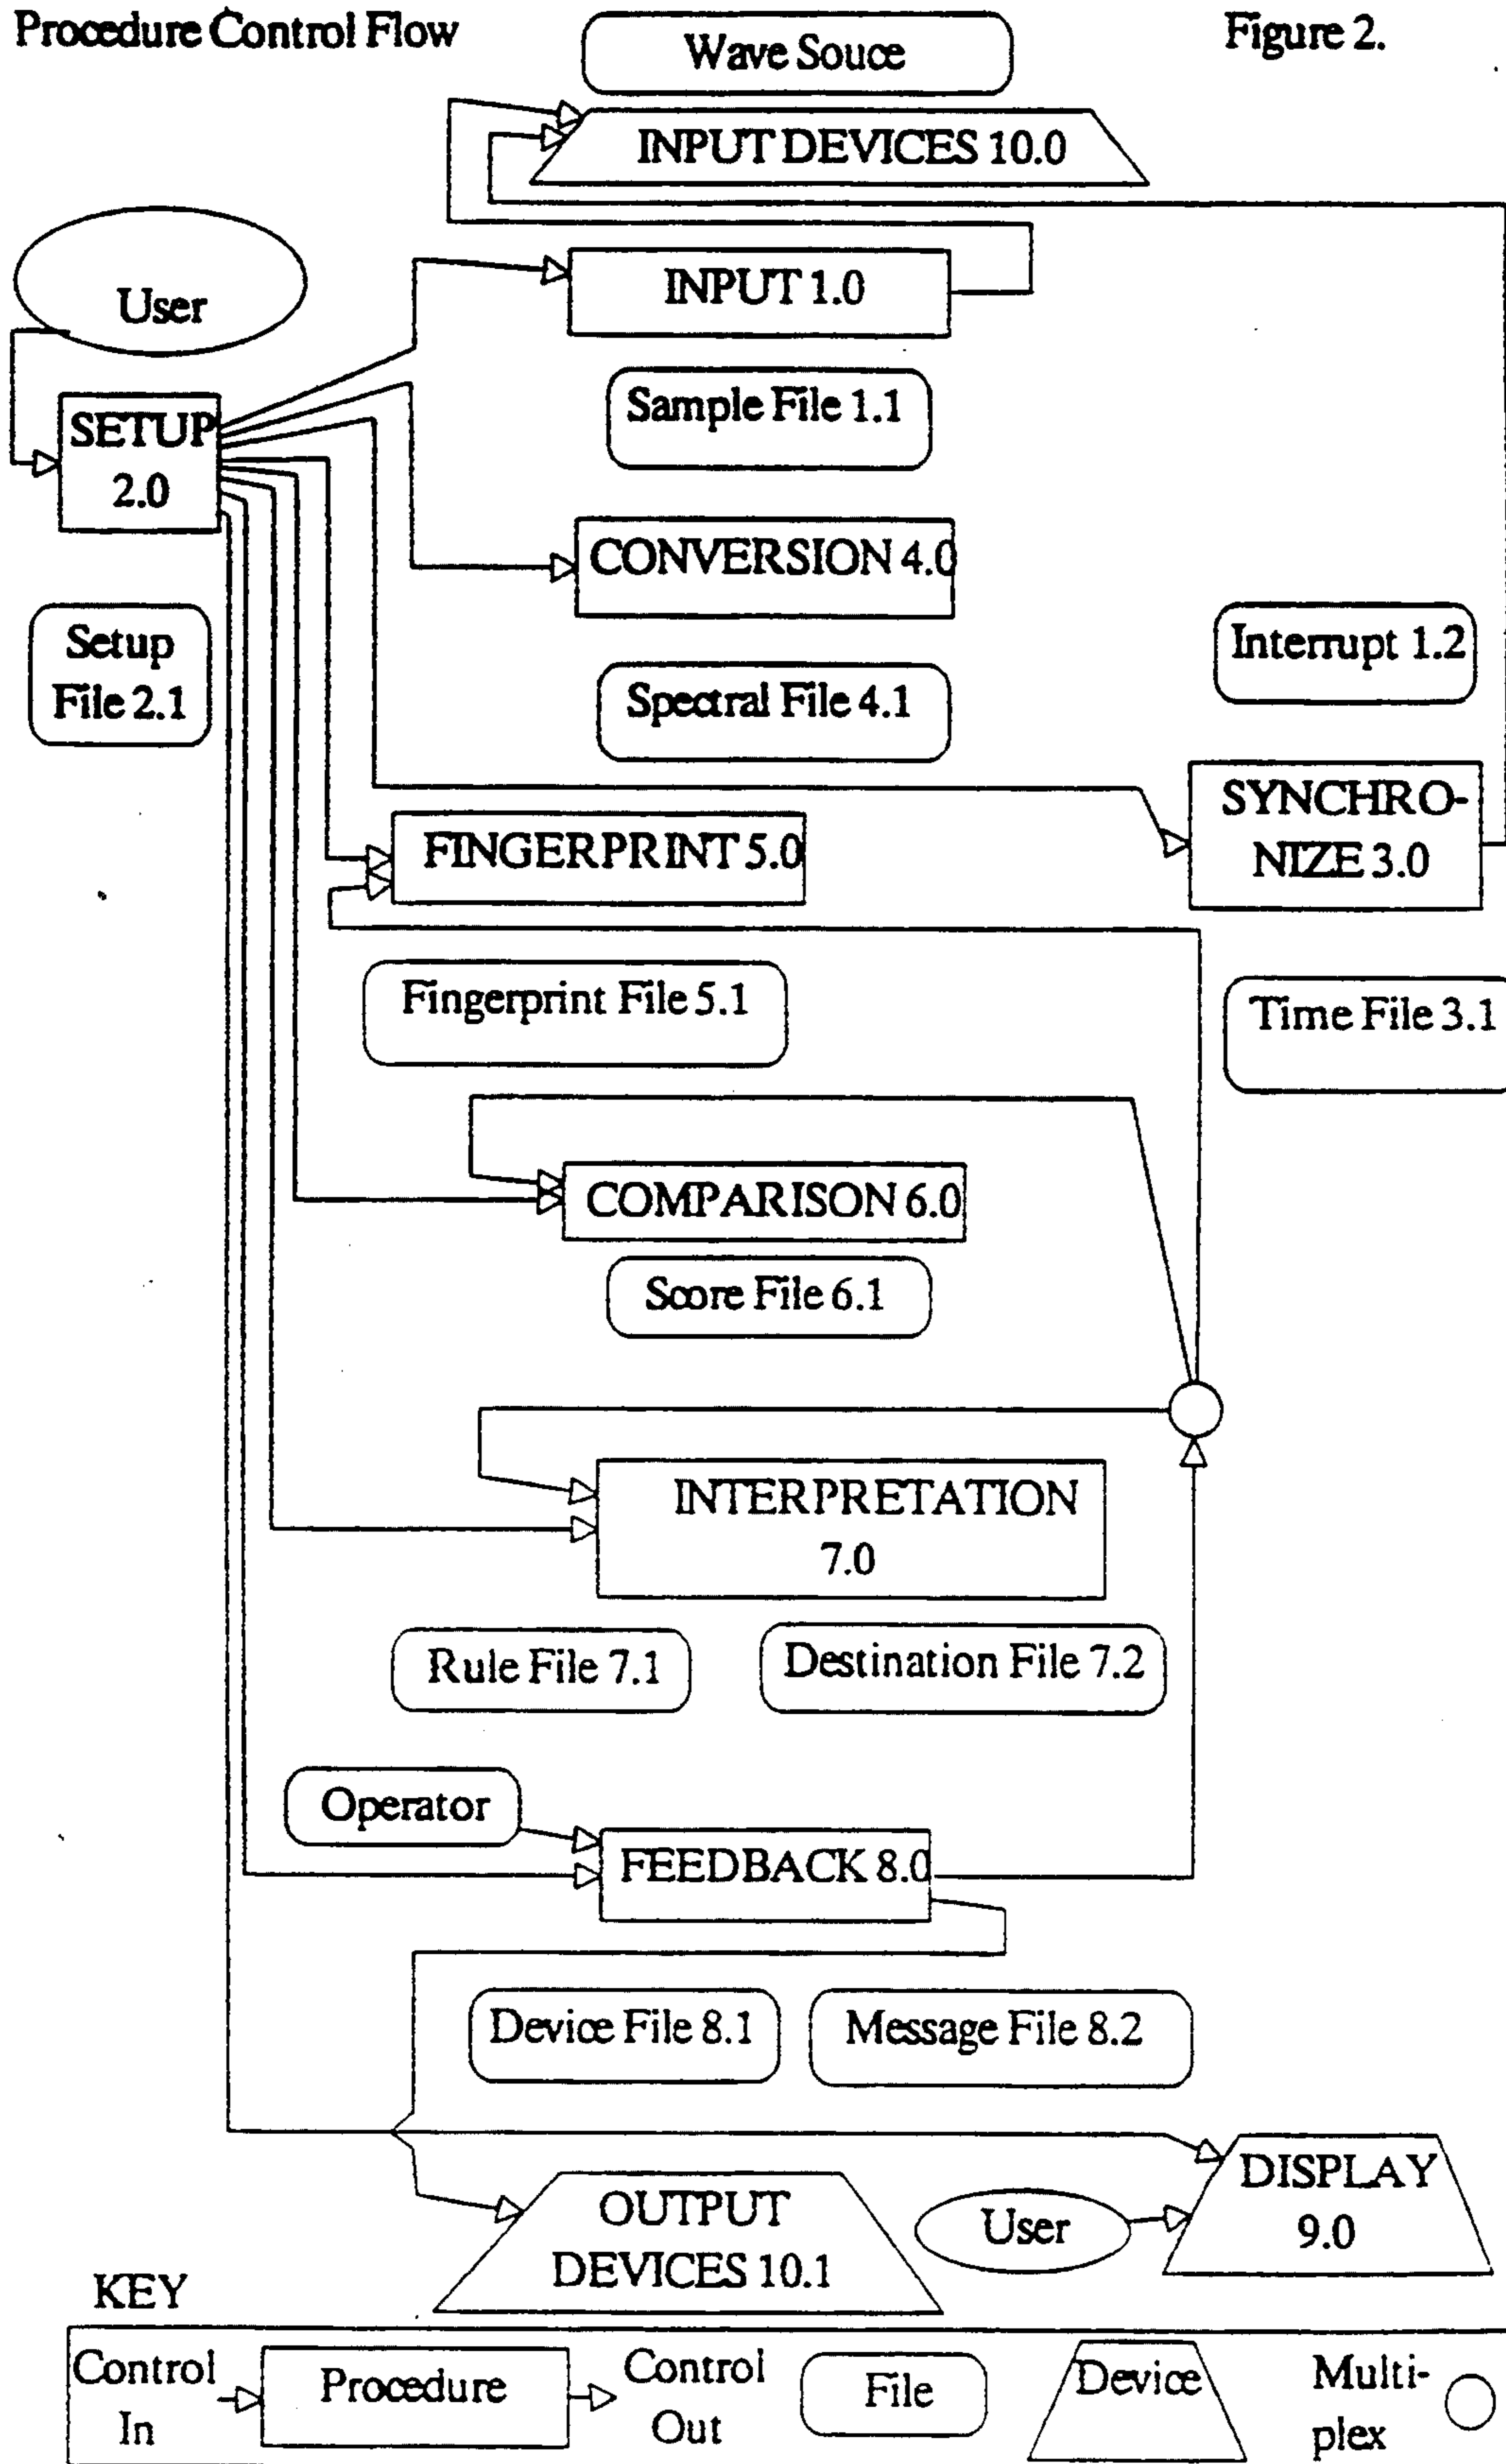 Procedure Control Flow
Figure 2.
Wave Souce
INPUT DEVICES 10.0
User
INPUT 1.0
SETUP
2.0
Sample File 1.1
CONVERSION 4.0
Setup
File 2.1
Interrupt 1.2
Spectral File 4.1
SYNCHRO-
NIZE 3.0
FINGERPRINT 5.0
Fingerprint File 5.1
Time File 3.1
COMPARISON 6.0
Score File 6.1
INTERPRETATION
7.0
Rule File 7.1
Destination File 7.2
Operator
FEEDBACK 8.0
Device File 8.1
Message File 8.2
DISPLAY
9.0
User
OUTPUT
DEVICES 10.1
KEY
Control
In
Procedure
Control
Out
File
Device
Multi-
plex